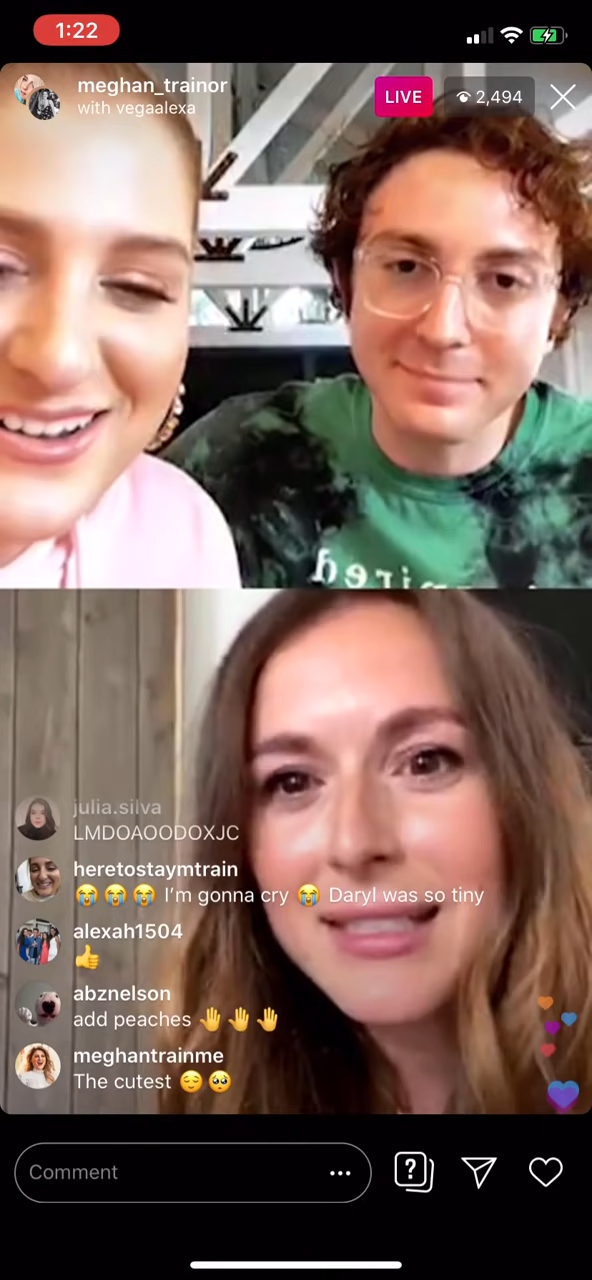 1:22
meghan_trainor
with vegaalexa
LIVE
2,494
julia.silva
LMDOAOODOXJC
heretostaymtrain
😭😭😭 I’m gonna cry 😭 Daryl was so tiny
alexah1504
👍
abznelson
add peaches 🤚🤚🤚
meghantrainme
The cutest 😌🥺
Comment